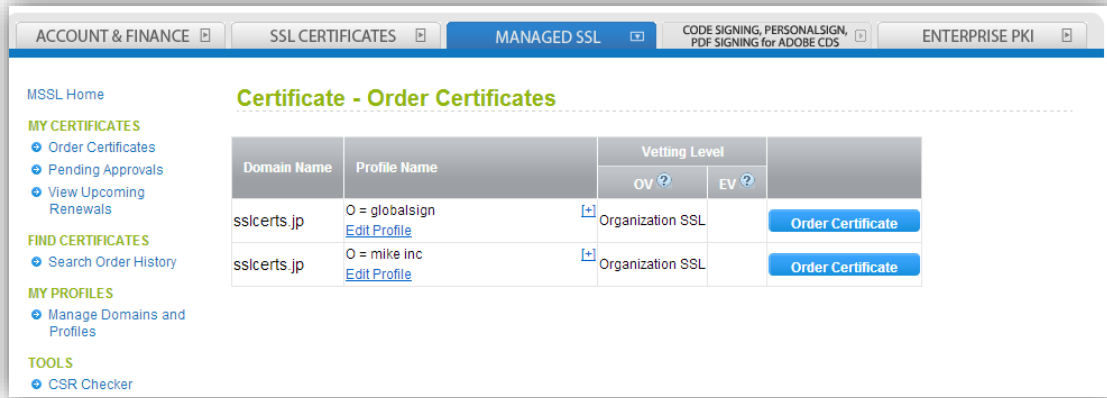 ACCOUNT & FINANCE
SSL CERTIFICATES
MANAGED SSL
CODE SIGNING, PERSONALSIGN,
PDF SIGNING for ADOBE CDS
ENTERPRISE PKI
MSSL Home
MY CERTIFICATES
Order Certificates
Pending Approvals
View Upcoming
Renewals
FIND CERTIFICATES
Search Order History
MY PROFILES
Manage Domains and
Profiles
TOOLS
CSR Checker
Certificate - Order Certificates
Domain Name
Profile Name
Vetting Level
OV ?
EV ?
sslcerts.jp
O = globalsign
[+]
Edit Profile
Organization SSL
Order Certificate
sslcerts.jp
O = mike inc
[+]
Edit Profile
Organization SSL
Order Certificate